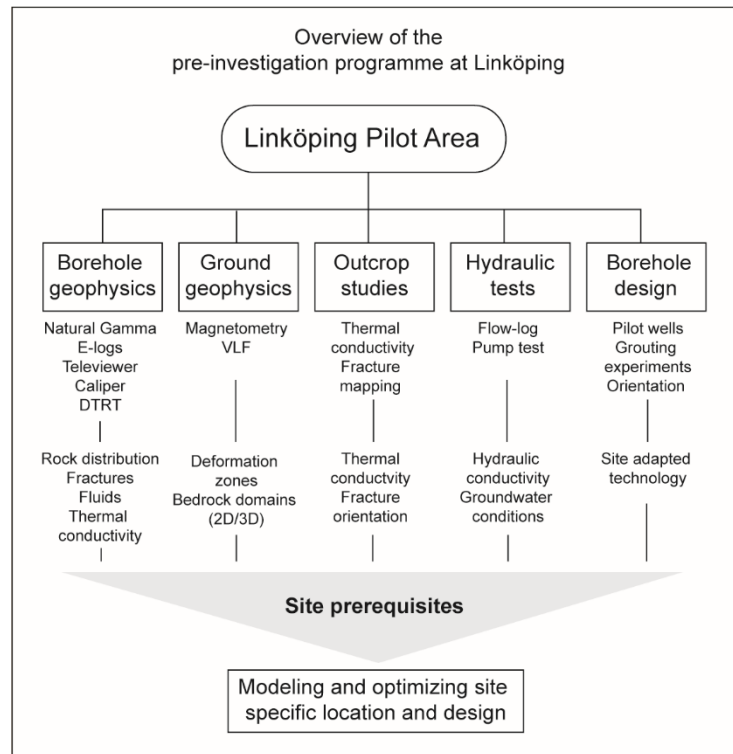 Overview of the
pre-investigation programme at Linköping
Linköping Pilot Area
Borehole
geophysics
Natural Gamma
E-logs
Televiewer
Caliper
DTRT
Rock distribution
Fractures
Fluids
Thermal
conductivity
Ground
geophysics
Magnetometry
VLF
Deformation
zones
Bedrock domains
(2D/3D)
Outcrop
studies
Thermal
conductivity
Fracture
mapping
Thermal
conductvity
Fracture
orientation
Hydraulic
tests
Flow-log
Pump test
Hydraulic
conductivity
Groundwater
conditions
Borehole
design
Pilot wells
Grouting
experiments
Orientation
Site adapted
technology
Site prerequisites
Modeling and optimizing site
specific location and design